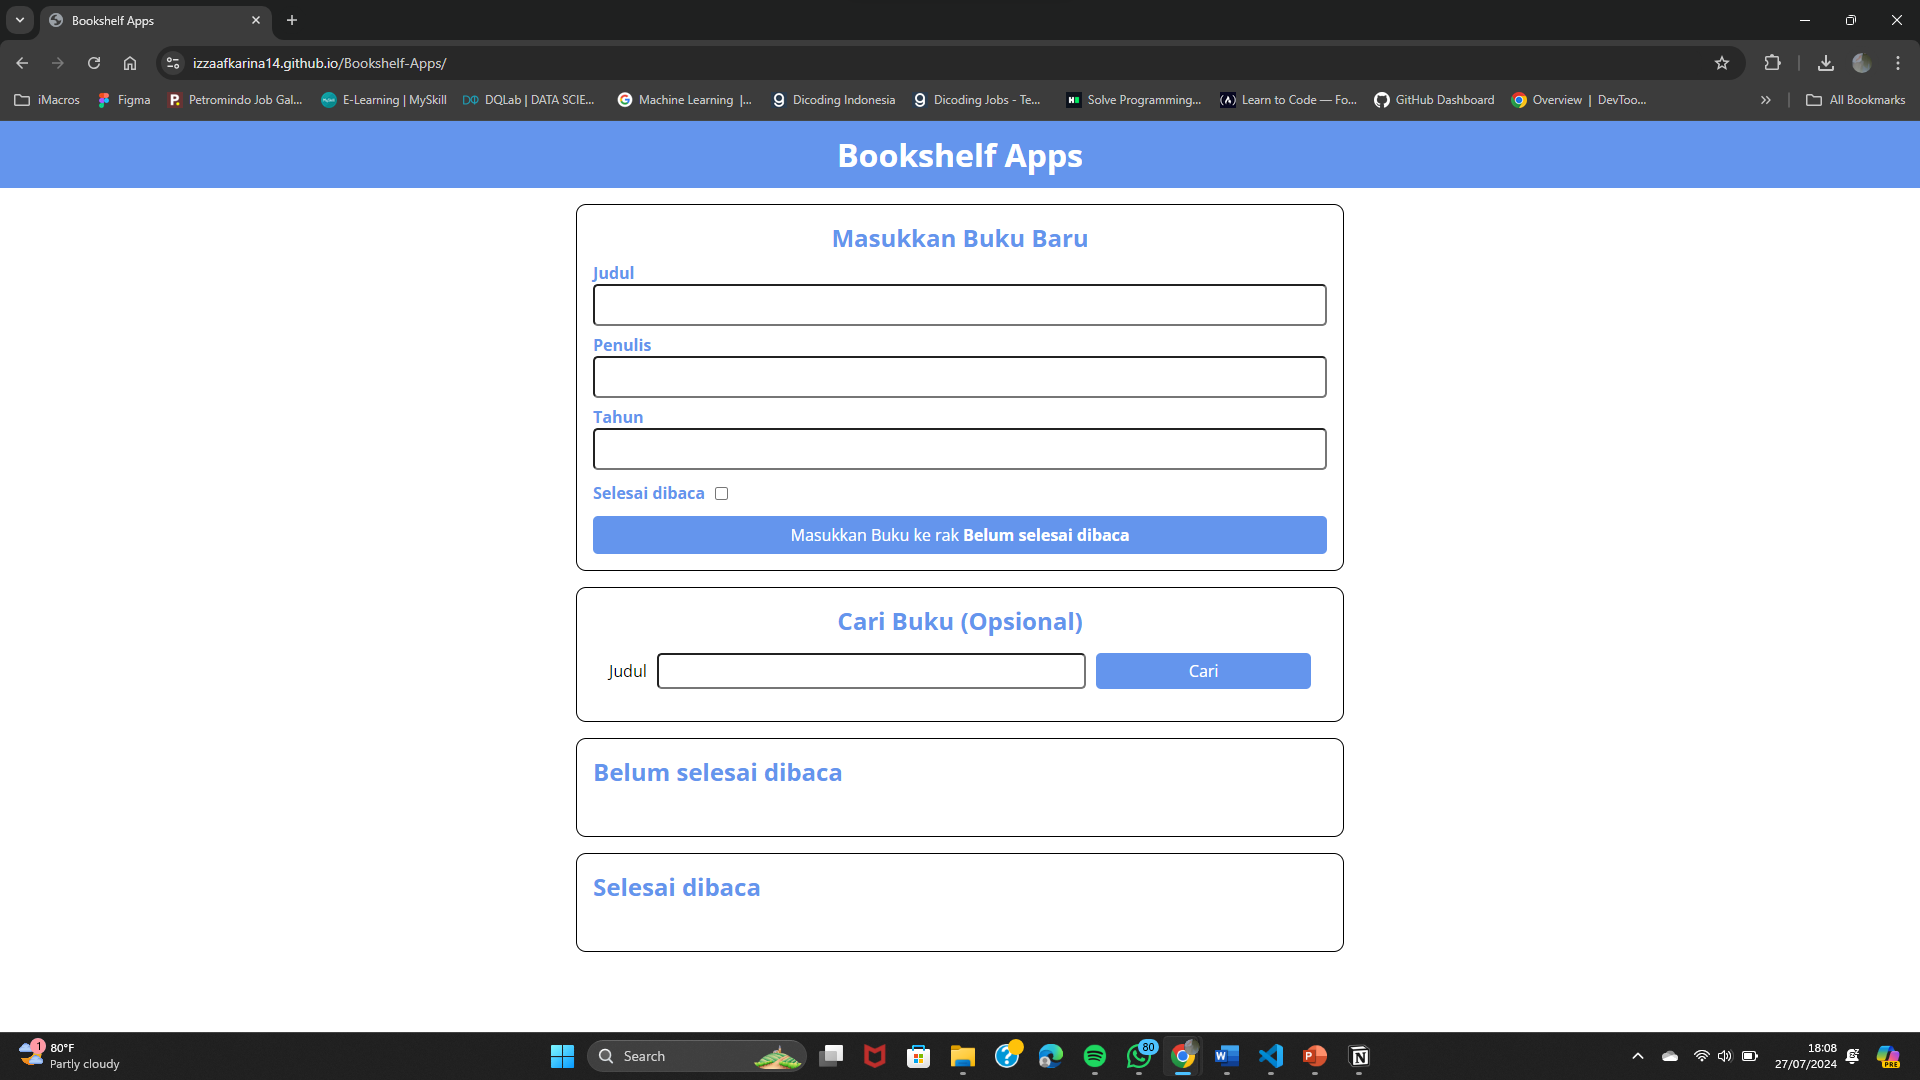 Bookshelf Apps
izzaafkarina14.github.io/Bookshelf-Apps/
iMacros Figma Petromindo Job Gal... E-Learning | MySkill DQLab | DATA SCIE... Machine Learning |... Dicoding Indonesia Dicoding Jobs - Te... Solve Programming... Learn to Code — Fo... GitHub Dashboard Overview | DevToo... All Bookmarks
Bookshelf Apps
Masukkan Buku Baru
Judul
Penulis
Tahun
Selesai dibaca
Masukkan Buku ke rak Belum selesai dibaca
Cari Buku (Opsional)
Judul Cari
Belum selesai dibaca
Selesai dibaca
1 80°F
Partly cloudy
Search
80
18:08
27/07/2024
PRE